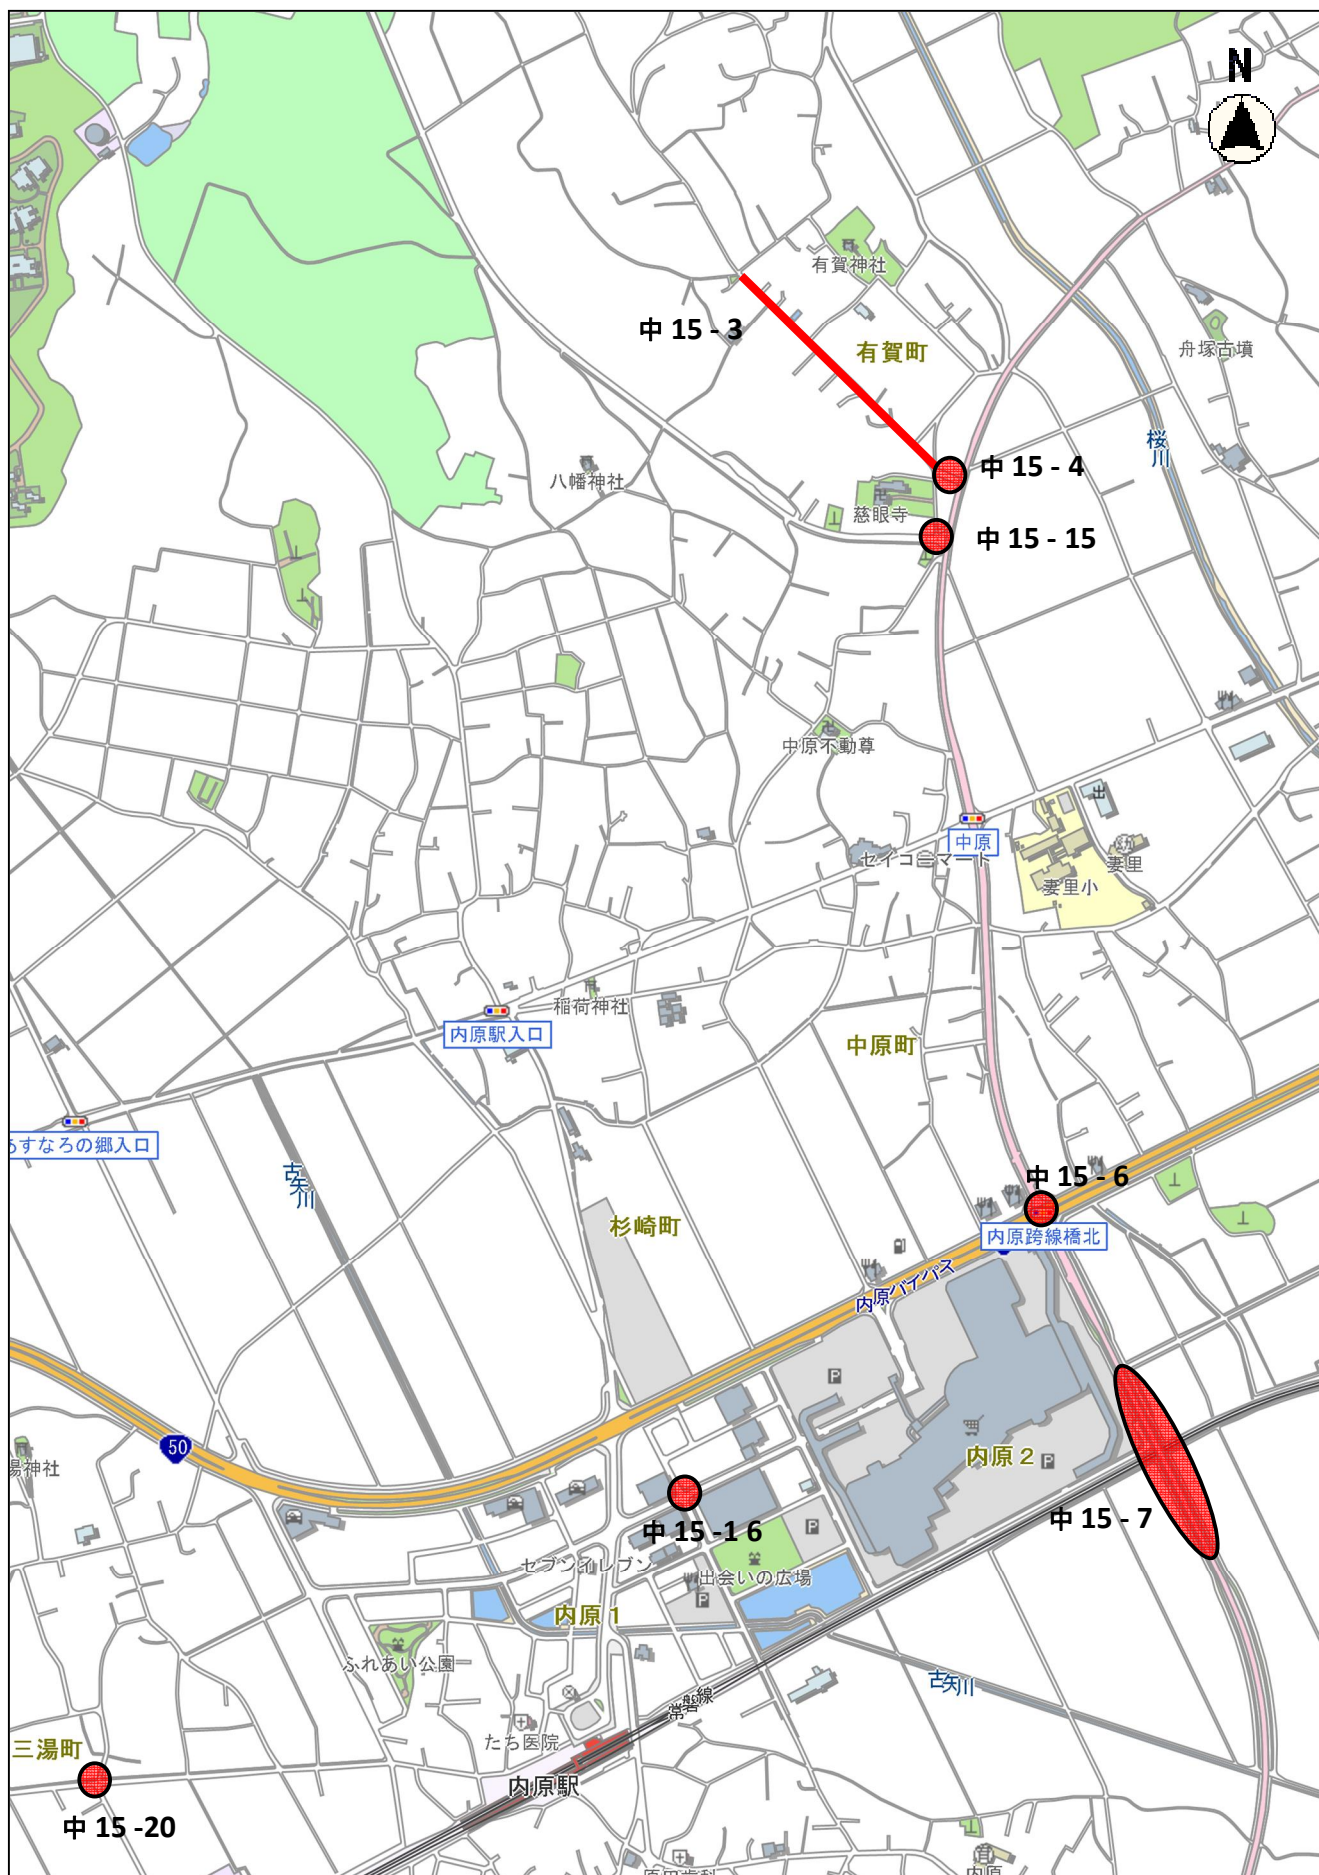 N
有賀神社
中 15 - 3
有賀町
舟塚古墳
桜川
八幡神社
中 15 - 4
慈眼寺
中 15 - 15
中原不動尊
出
中原
セイコーマート
妻里
妻里小
稲荷神社
内原駅入口
中原町
あすなろの郷入口
古矢川
中 15 - 6
杉崎町
内原跨線橋北
内原バイパス
P
50
内原 2
P
湯神社
中 15 - 7
中 15 -1 6
P
セブンイレブン
出会いの広場
P
内原 1
ふれあい公園
古矢川
常磐線
たち医院
三湯町
内原駅
中 15 -20
内原